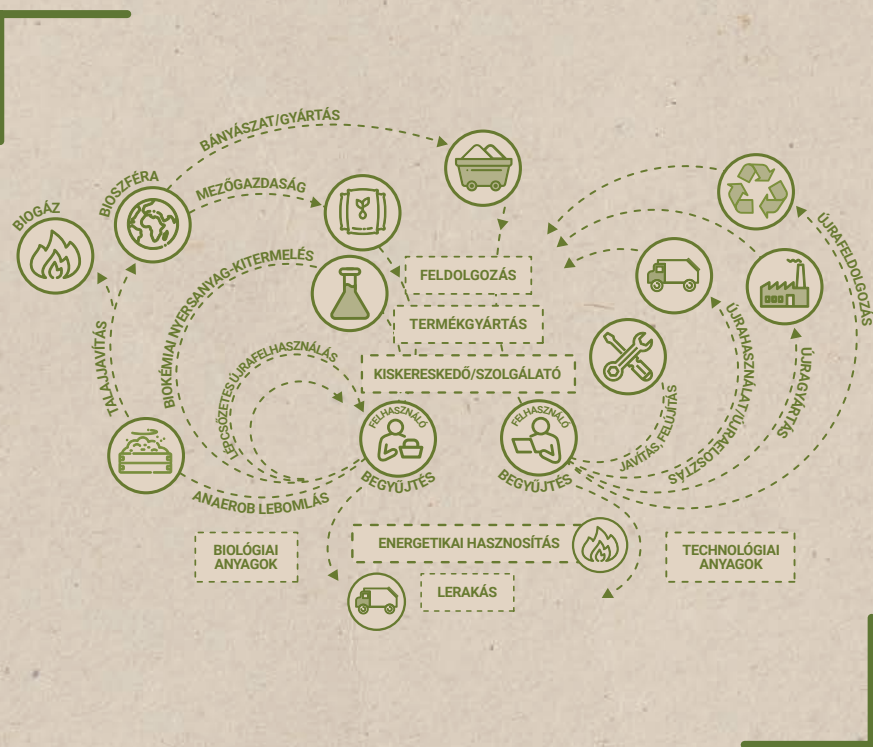 BÁNYÁSZAT/GYÁRTÁS
BIOSZFÉRA
MEZŐGAZDASÁG
BIOGÁZ
ÚJRAFELDOLGOZÁS
BIOKÉMIAI NYERSANYAG-KITERMELÉS
FELDOLGOZÁS
TERMÉKGYÁRTÁS
TALAJJAVÍTÁS
LÉPCSŐZETES ÚJRAFELHASZNÁLÁS
KISKERESKEDŐ/SZOLGÁLATÓ
ÚJRAHASZNÁLAT/ÚJRAELOSZTÁS
ÚJRAGYÁRTÁS
JAVÍTÁS, FELÚJÍTÁS
FELHASZNÁLÓ
FELHASZNÁLÓ
BEGYŰJTÉS
BEGYŰJTÉS
ANAEROB LEBOMLÁS
BIOLÓGIAI
ANYAGOK
ENERGETIKAI HASZNOSÍTÁS
TECHNOLÓGIAI
ANYAGOK
LERAKÁS